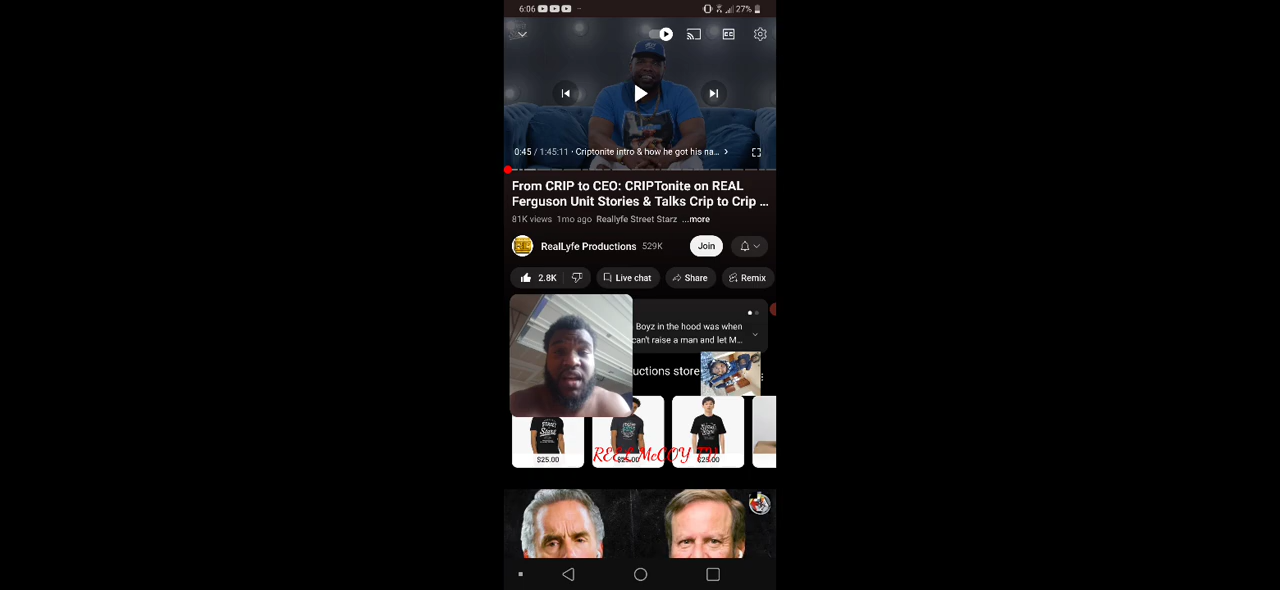 6:06
27%
0:45 / 1:45:11 · Criptonite intro & how he got his na...
From CRIP to CEO: CRIPTonite on REAL
Ferguson Unit Stories & Talks Crip to Crip ...
81K views 1mo ago Reallyfe Street Starz ...more
RealLyfe Productions 529K
Join
2.8K
Live chat
Share
Remix
Boyz in the hood was when
can't raise a man and let M...
uctions store
$25.00
$25.00
$25.00
REEL McCOY TV